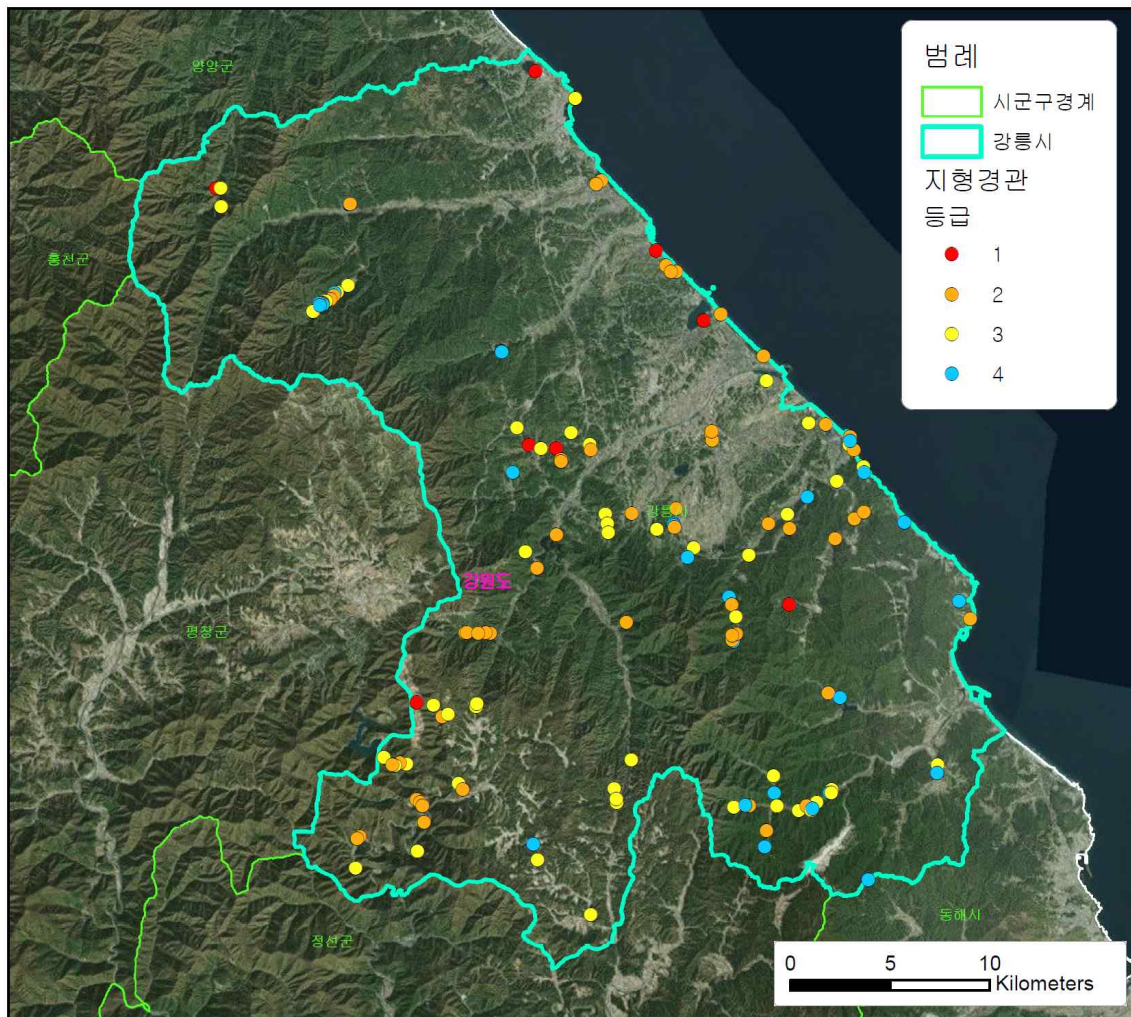 범례
시군구경계
강릉시
지형경관
등급
1
2
3
4
양양군
홍천군
강릉시
강원도
평창군
정선군
동해시
0 5 10
Kilometers